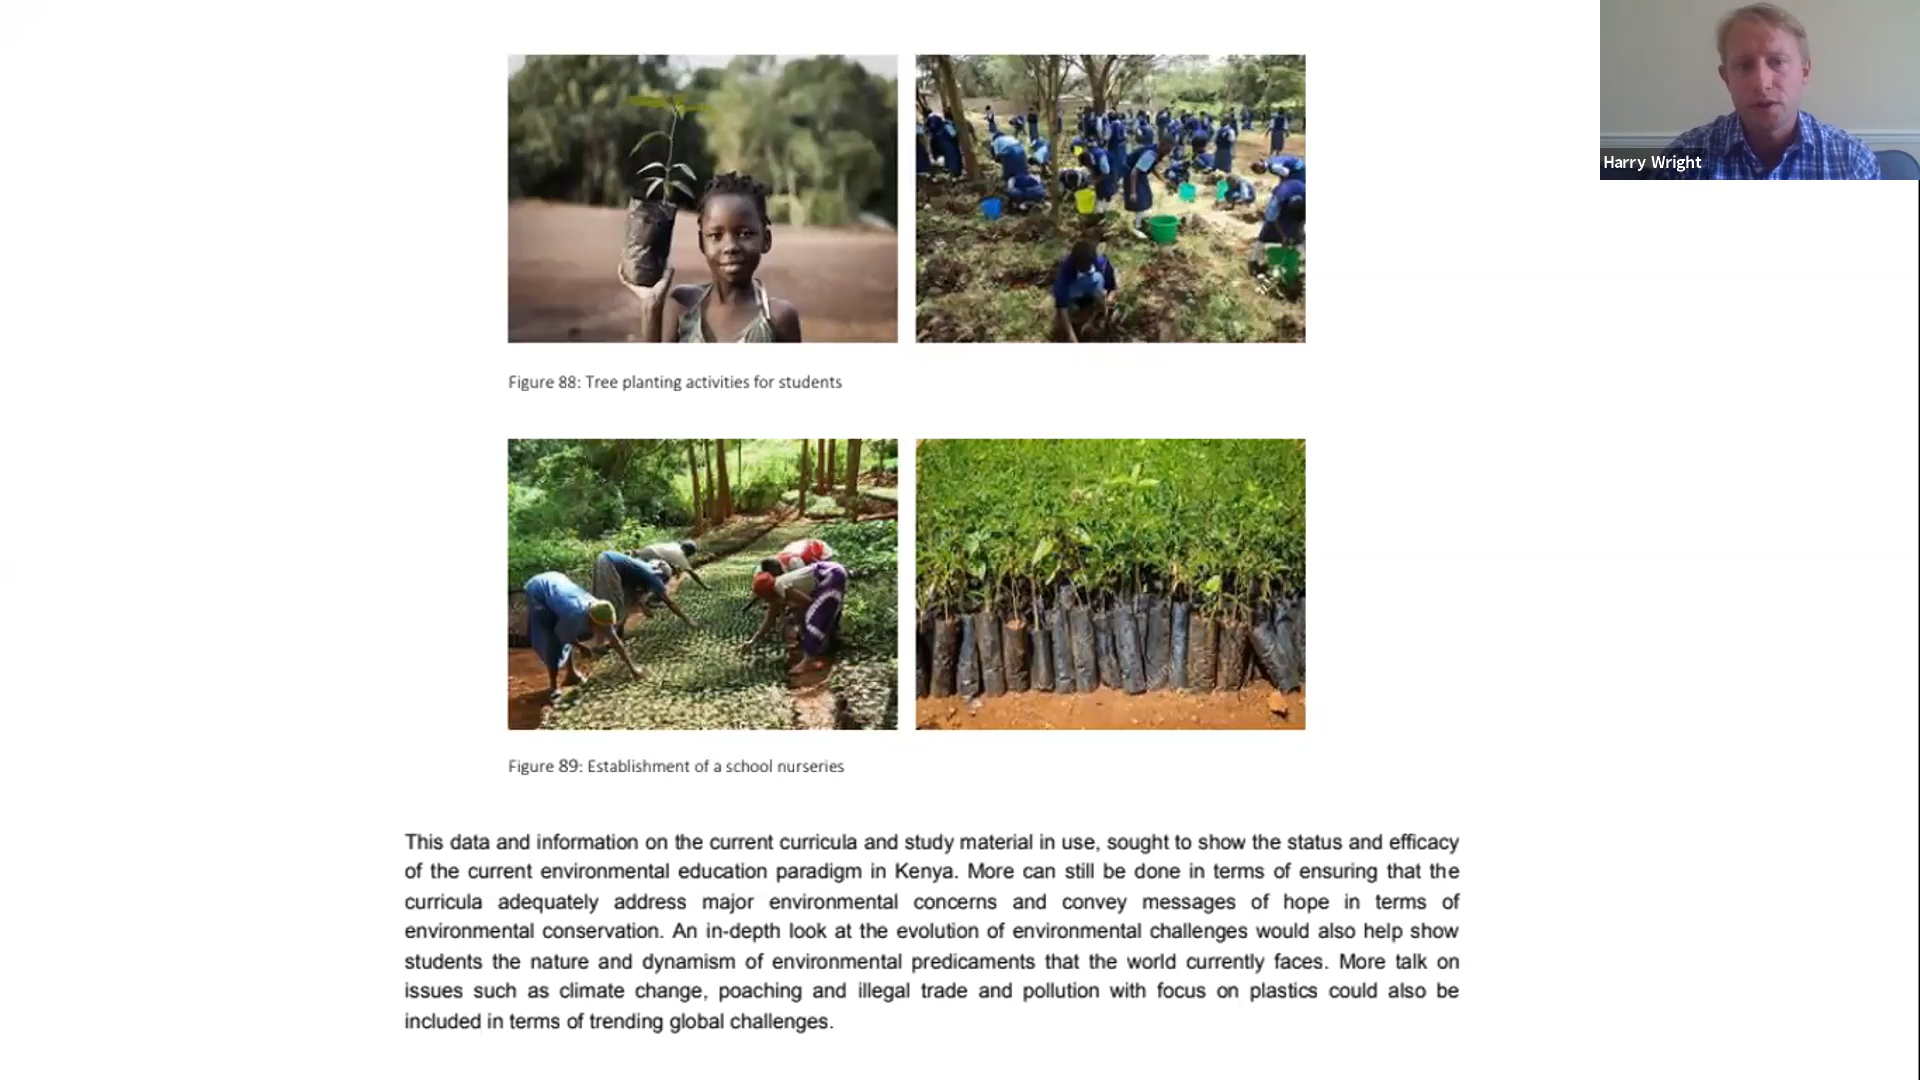 Harry Wright
Figure 88: Tree planting activities for students
Figure 89: Establishment of a school nurseries
This data and information on the current curricula and study material in use, sought to show the status and efficacy
of the current environmental education paradigm in Kenya. More can still be done in terms of ensuring that the
curricula adequately address major environmental concerns and convey messages of hope in terms of
environmental conservation. An in-depth look at the evolution of environmental challenges would also help show
students the nature and dynamism of environmental predicaments that the world currently faces. More talk on
issues such as climate change, poaching and illegal trade and pollution with focus on plastics could also be
included in terms of trending global challenges.